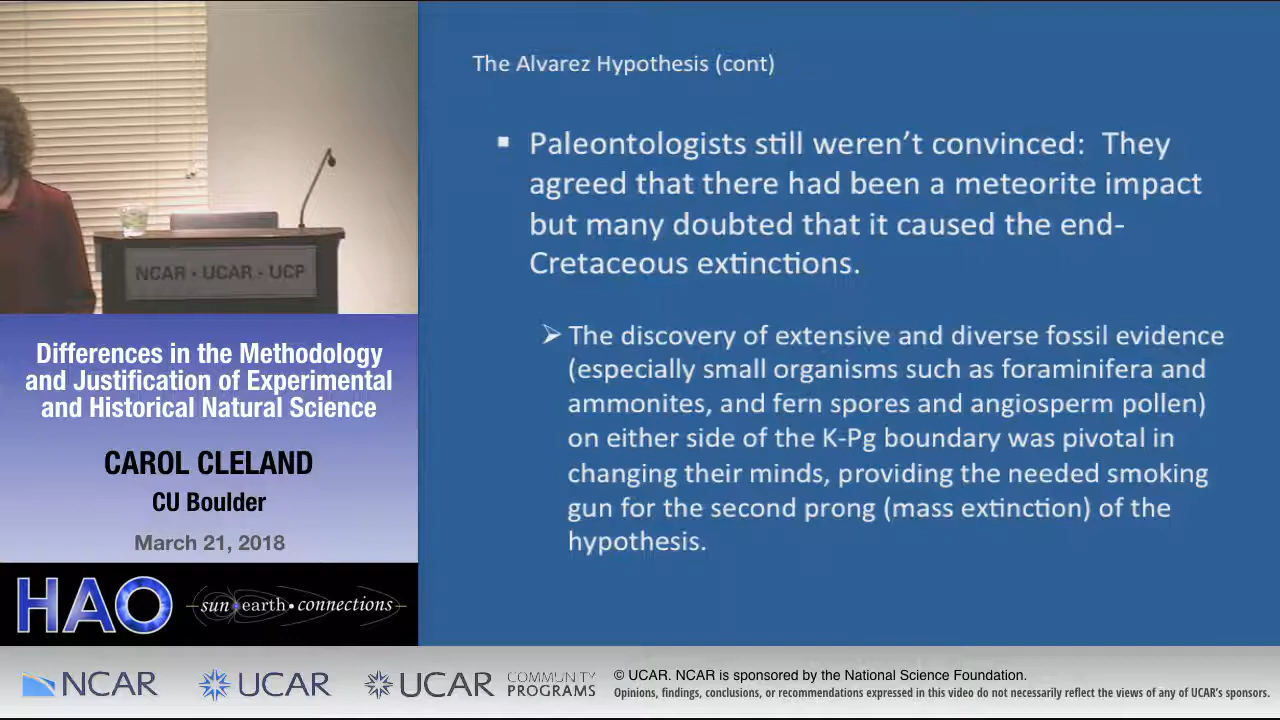 The Alvarez Hypothesis (cont)
▪ Paleontologists still weren't convinced: They
agreed that there had been a meteorite impact
but many doubted that it caused the end-
Cretaceous extinctions.
➢ The discovery of extensive and diverse fossil evidence
(especially small organisms such as foraminifera and
ammonites, and fern spores and angiosperm pollen)
on either side of the K-Pg boundary was pivotal in
changing their minds, providing the needed smoking
gun for the second prong (mass extinction) of the
hypothesis.
NCAR • UCAR • UCP
Differences in the Methodology
and Justification of Experimental
and Historical Natural Science
CAROL CLELAND
CU Boulder
March 21, 2018
HAO
sun•earth•connections
NCAR
UCAR
UCAR
COMMUNITY
PROGRAMS
© UCAR. NCAR is sponsored by the National Science Foundation.
Opinions, findings, conclusions, or recommendations expressed in this video do not necessarily reflect the views of any of UCAR's sponsors.